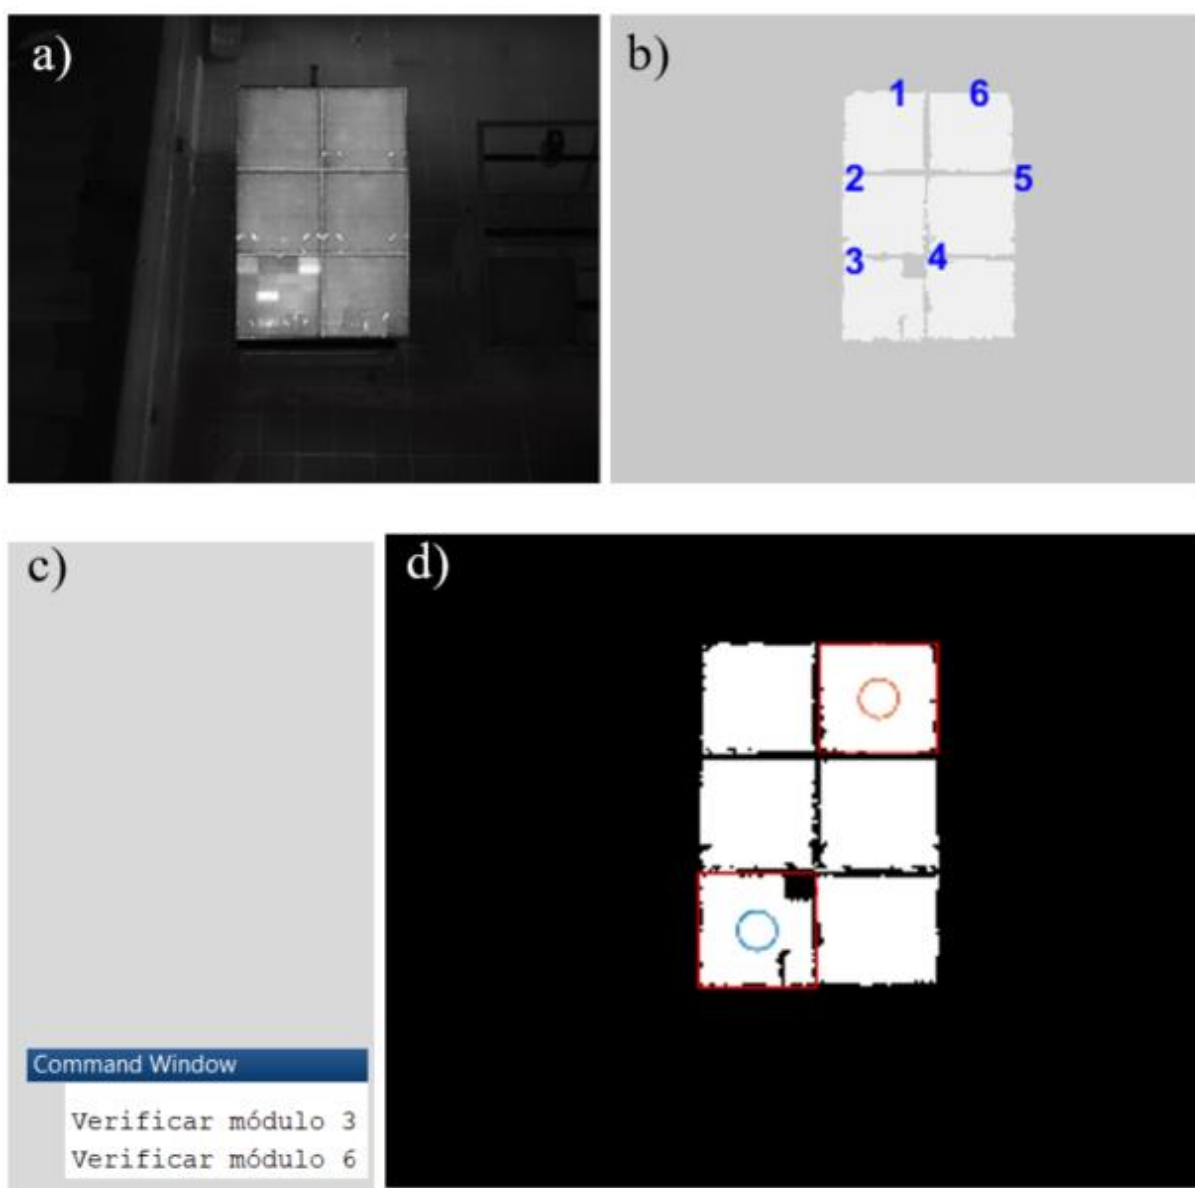 a)
b)
1 6
2 5
3 4
c)
d)
Command Window
Verificar módulo 3
Verificar módulo 6